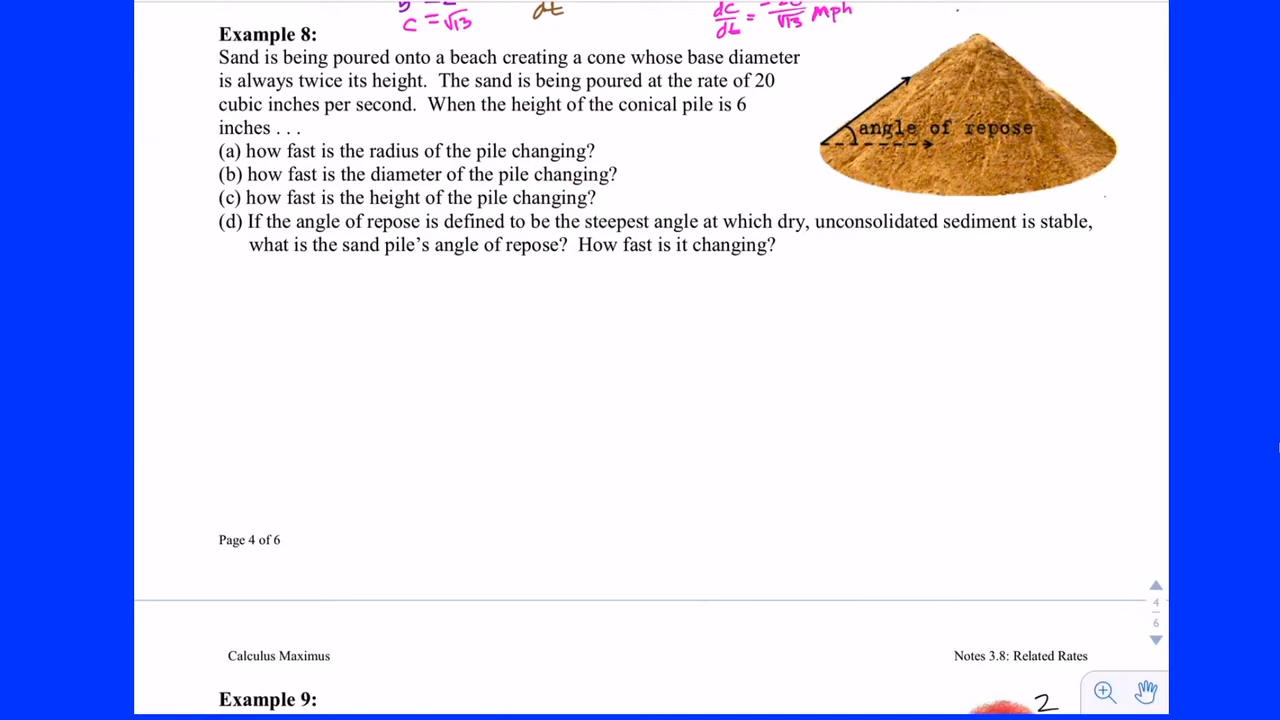 c = √13
dt
dc/dt = -20/√13 mph
Example 8:
Sand is being poured onto a beach creating a cone whose base diameter
is always twice its height. The sand is being poured at the rate of 20
cubic inches per second. When the height of the conical pile is 6
inches . . .
angle of repose
(a) how fast is the radius of the pile changing?
(b) how fast is the diameter of the pile changing?
(c) how fast is the height of the pile changing?
(d) If the angle of repose is defined to be the steepest angle at which dry, unconsolidated sediment is stable,
what is the sand pile’s angle of repose? How fast is it changing?
Page 4 of 6
4
6
Calculus Maximus
Notes 3.8: Related Rates
Example 9:
2